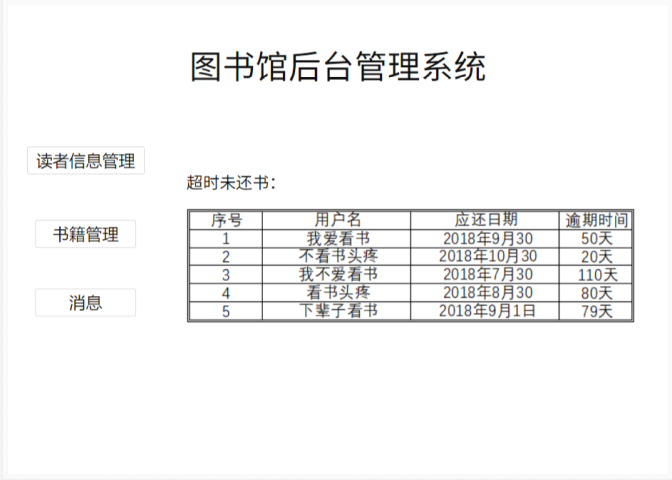 图书馆后台管理系统
读者信息管理
超时未还书：
书籍管理
消息
序号 用户名 应还日期 逾期时间
1 我爱看书 2018年9月30 50天
2 不看书头疼 2018年10月30 20天
3 我不爱看书 2018年7月30 110天
4 看书头疼 2018年8月30 80天
5 下辈子看书 2018年9月1日 79天